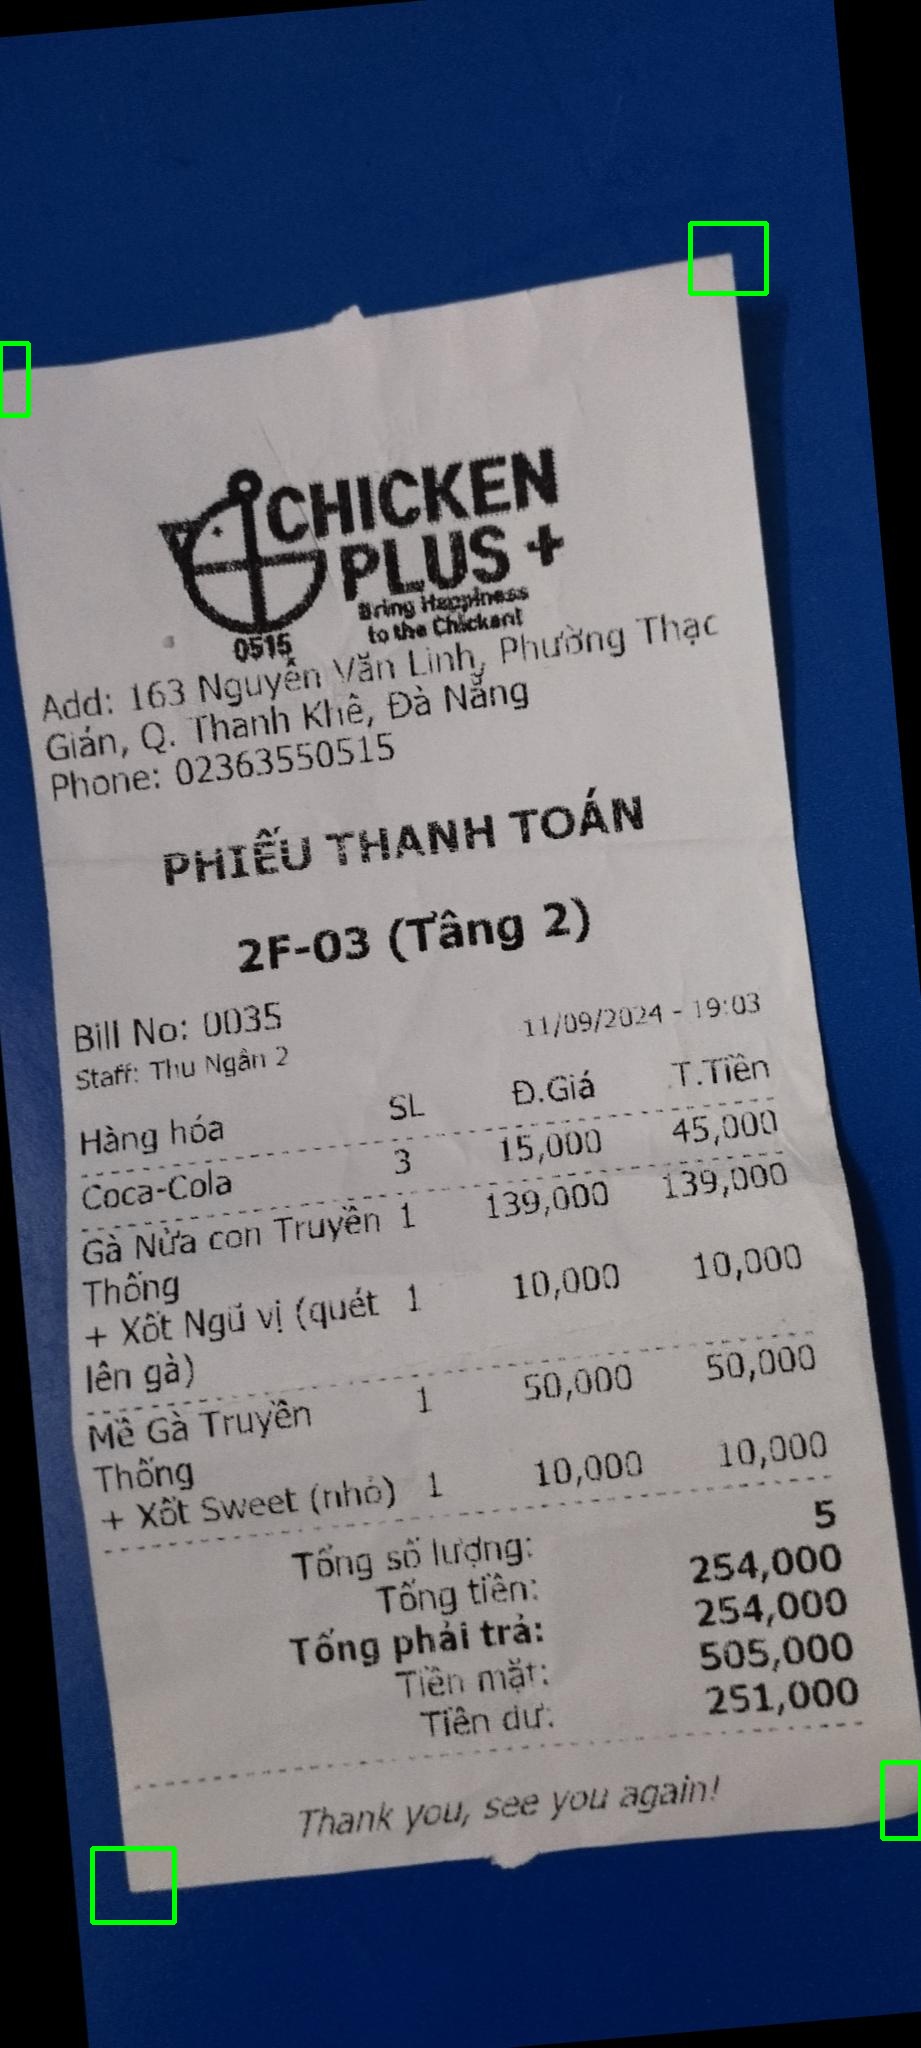 CHICKEN
PLUS +
Bring Happiness
to the Chicken!
0515
Add: 163 Nguyễn Văn Linh, Phường Thạc
Gián, Q. Thanh Khê, Đà Nẵng
Phone: 02363550515
PHIẾU THANH TOÁN
2F-03 (Tầng 2)
Bill No: 0035
11/09/2024 - 19:03
Staff: Thu Ngân 2
Hàng hóa SL Đ.Giá T.Tiền
Coca-Cola 3 15,000 45,000
Gà Nửa con Truyền 1 139,000 139,000
Thống
+ Xốt Ngũ vị (quét 1 10,000 10,000
lên gà)
Mề Gà Truyền 1 50,000 50,000
Thống
+ Xốt Sweet (nhỏ) 1 10,000 10,000
Tổng số lượng: 5
Tổng tiền: 254,000
Tổng phải trả: 254,000
Tiền mặt: 505,000
Tiền dư: 251,000
Thank you, see you again!